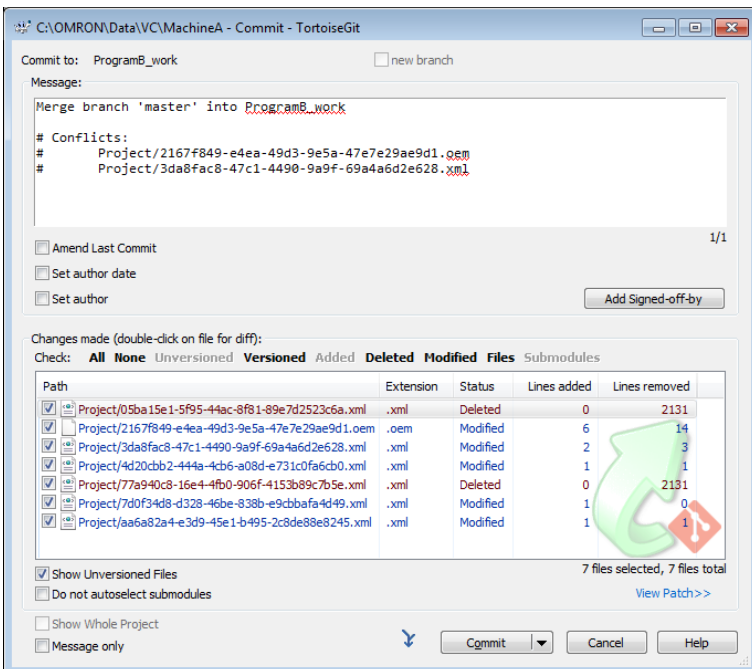 C:\OMRON\Data\VC\MachineA - Commit - TortoiseGit
Commit to: ProgramB_work new branch
Message:
Merge branch 'master' into ProgramB_work
# Conflicts:
# Project/2167f849-e4ea-49d3-9e5a-47e7e29ae9d1.oem
# Project/3da8fac8-47c1-4490-9a9f-69a4a6d2e628.xml
1/1
Amend Last Commit
Set author date
Set author Add Signed-off-by
Changes made (double-click on file for diff):
Check: All None Unversioned Versioned Added Deleted Modified Files Submodules
Path Extension Status Lines added Lines removed
Project/05ba15e1-5f95-44ac-8f81-89e7d2523c6a.xml .xml Deleted 0 2131
Project/2167f849-e4ea-49d3-9e5a-47e7e29ae9d1.oem .oem Modified 6 14
Project/3da8fac8-47c1-4490-9a9f-69a4a6d2e628.xml .xml Modified 2 3
Project/4d20cbb2-444a-4cb6-a08d-e731c0fa6cb0.xml .xml Modified 1 1
Project/77a940c8-16e4-4fb0-906f-4153b89c7b5e.xml .xml Deleted 0 2131
Project/7d0f34d8-d328-46be-838b-e9cbbafa4d49.xml .xml Modified 1 0
Project/aa6a82a4-e3d9-45e1-b495-2c8de88e8245.xml .xml Modified 1 1
Show Unversioned Files 7 files selected, 7 files total
Do not autoselect submodules View Patch>>
Show Whole Project
Message only Commit Cancel Help